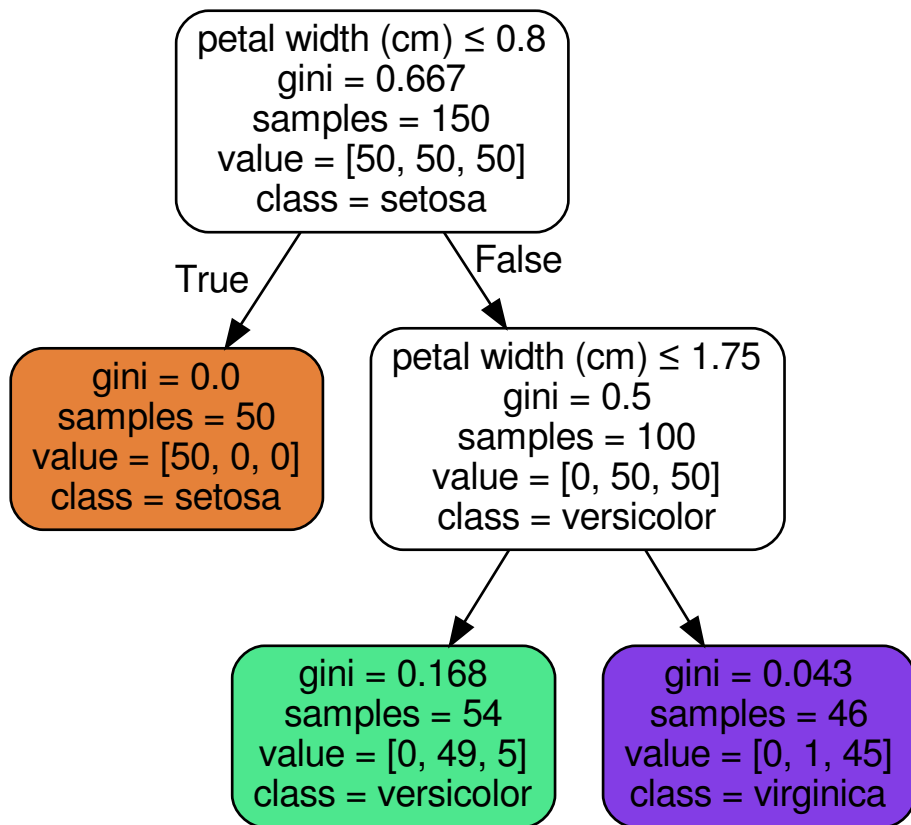 petal width (cm) ≤ 0.8
gini = 0.667
samples = 150
value = [50, 50, 50]
class = setosa
True
False
gini = 0.0
samples = 50
value = [50, 0, 0]
class = setosa
petal width (cm) ≤ 1.75
gini = 0.5
samples = 100
value = [0, 50, 50]
class = versicolor
gini = 0.168
samples = 54
value = [0, 49, 5]
class = versicolor
gini = 0.043
samples = 46
value = [0, 1, 45]
class = virginica